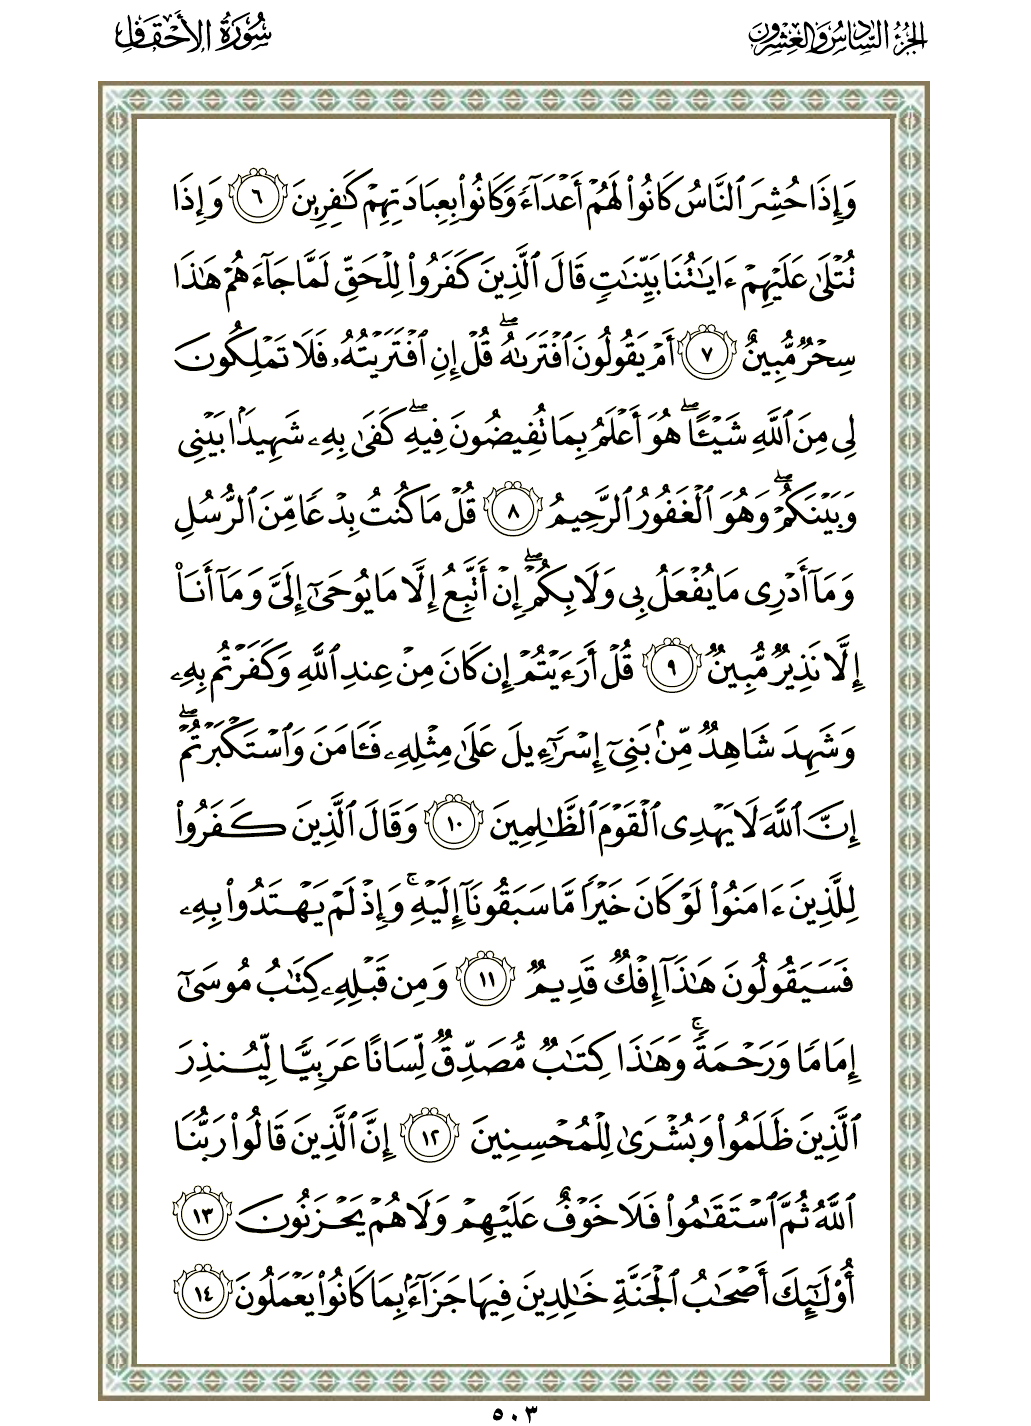 الجزء السادس والعشرون
سورة الأحقاف
وَإِذَا حُشِرَ ٱلنَّاسُ كَانُوا۟ لَهُمْ أَعْدَآءً وَكَانُوا۟ بِعِبَادَتِهِمْ كَـٰفِرِينَ ٦ وَإِذَا
تُتْلَىٰ عَلَيْهِمْ ءَايَـٰتُنَا بَيِّنَـٰتٍ قَالَ ٱلَّذِينَ كَفَرُوا۟ لِلْحَقِّ لَمَّا جَآءَهُمْ هَـٰذَا
سِحْرٌ مُّبِينٌ ٧ أَمْ يَقُولُونَ ٱفْتَرَىٰهُ ۖ قُلْ إِنِ ٱفْتَرَيْتُهُۥ فَلَا تَمْلِكُونَ
لِى مِنَ ٱللَّهِ شَيْـًٔا ۖ هُوَ أَعْلَمُ بِمَا تُفِيضُونَ فِيهِ ۖ كَفَىٰ بِهِۦ شَهِيدًۢا بَيْنِى
وَبَيْنَكُمْ ۖ وَهُوَ ٱلْغَفُورُ ٱلرَّحِيمُ ٨ قُلْ مَا كُنتُ بِدْعًا مِّنَ ٱلرُّسُلِ
وَمَآ أَدْرِى مَا يُفْعَلُ بِى وَلَا بِكُمْ ۖ إِنْ أَتَّبِعُ إِلَّا مَا يُوحَىٰٓ إِلَىَّ وَمَآ أَنَا۠
إِلَّا نَذِيرٌ مُّبِينٌ ٩ قُلْ أَرَءَيْتُمْ إِن كَانَ مِنْ عِندِ ٱللَّهِ وَكَفَرْتُم بِهِۦ
وَشَهِدَ شَاهِدٌ مِّنۢ بَنِىٓ إِسْرَٰٓءِيلَ عَلَىٰ مِثْلِهِۦ فَـَٔامَنَ وَٱسْتَكْبَرْتُمْ ۖ
إِنَّ ٱللَّهَ لَا يَهْدِى ٱلْقَوْمَ ٱلظَّـٰلِمِينَ ١٠ وَقَالَ ٱلَّذِينَ كَفَرُوا۟
لِلَّذِينَ ءَامَنُوا۟ لَوْ كَانَ خَيْرًا مَّا سَبَقُونَآ إِلَيْهِ ۚ وَإِذْ لَمْ يَهْتَدُوا۟ بِهِۦ
فَسَيَقُولُونَ هَـٰذَآ إِفْكٌ قَدِيمٌ ١١ وَمِن قَبْلِهِۦ كِتَـٰبُ مُوسَىٰٓ
إِمَامًا وَرَحْمَةً ۚ وَهَـٰذَا كِتَـٰبٌ مُّصَدِّقٌ لِّسَانًا عَرَبِيًّا لِّيُنذِرَ
ٱلَّذِينَ ظَلَمُوا۟ وَبُشْرَىٰ لِلْمُحْسِنِينَ ١٢ إِنَّ ٱلَّذِينَ قَالُوا۟ رَبُّنَا
ٱللَّهُ ثُمَّ ٱسْتَقَـٰمُوا۟ فَلَا خَوْفٌ عَلَيْهِمْ وَلَا هُمْ يَحْزَنُونَ ١٣
أُو۟لَـٰٓئِكَ أَصْحَـٰبُ ٱلْجَنَّةِ خَـٰلِدِينَ فِيهَا جَزَآءًۢ بِمَا كَانُوا۟ يَعْمَلُونَ ١٤
٥٠٣